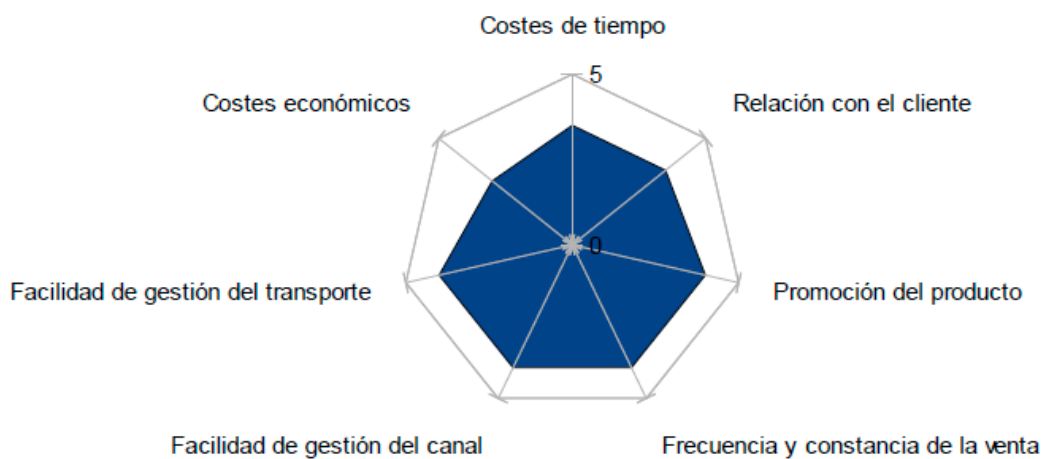 Costes de tiempo
5
Costes económicos
Relación con el cliente
0
Facilidad de gestión del transporte
Promoción del producto
Facilidad de gestión del canal
Frecuencia y constancia de la venta